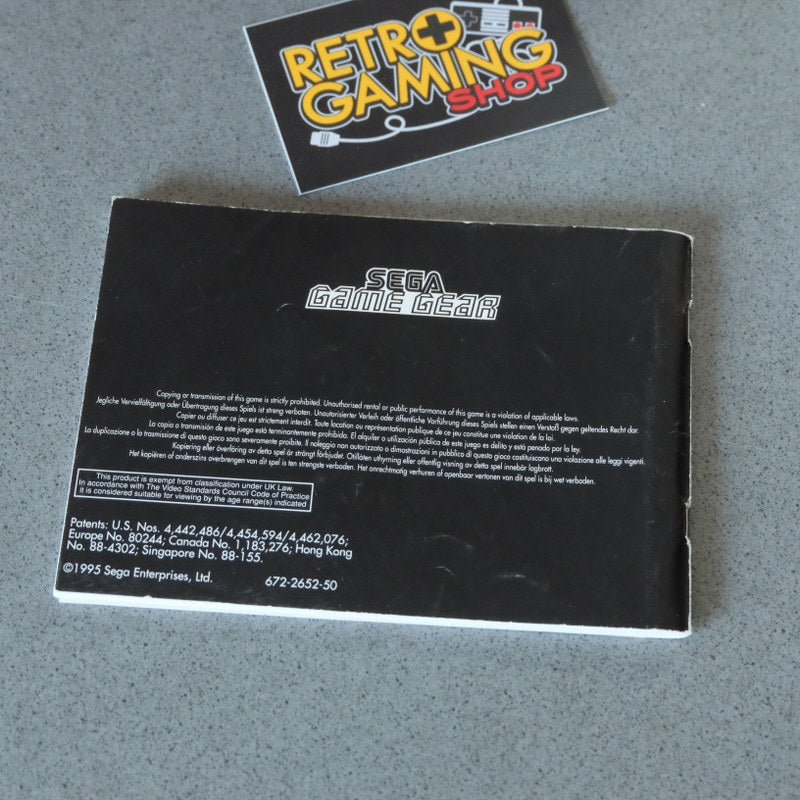 RETRO
GAMING
SHOP
SEGA
GAME GEAR
Copying or transmission of this game is strictly prohibited. Unauthorised rental or public performance of this game is a violation of applicable laws.
Jegliche Vervielfältigung oder Übertragung dieses Spiels ist streng verboten. Unautorisierter Verleih oder öffentliche Vorführung dieses Spiels stellen einen Verstoß gegen geltendes Recht dar.
Copier ou diffuser ce jeu est strictement interdit. Toute location ou représentation publique de ce jeu constitue une violation de la loi.
La copia o transmisión de este juego está terminantemente prohibida. El alquiler o utilización pública de este juego es delito y está penado por la ley.
La duplicazione o la trasmissione di questo gioco sono severamente proibite. Il noleggio non autorizzato o dimostrazioni in pubblico di questo gioco costituiscono una violazione alle leggi vigenti.
Kopiering eller överföring av detta spel är strängt förbjudet. Otillåten uthyrning eller offentlig visning av detta spel innebär lagbrott.
Het kopiëren of anderszins overbrengen van dit spel is ten strengste verboden. Het onrechtmatig verhuren of openbaar vertonen van dit spel is bij wet verboden.
This product is exempt from classification under UK Law.
In accordance with The Video Standards Council Code of Practice
it is considered suitable for viewing by the age range(s) indicated
Patents: U.S. Nos. 4,442,486/4,454,594/4,462,076;
Europe No. 80244; Canada No. 1,183,276; Hong Kong
No. 88-4302; Singapore No. 88-155.
©1995 Sega Enterprises, Ltd. 672-2652-50